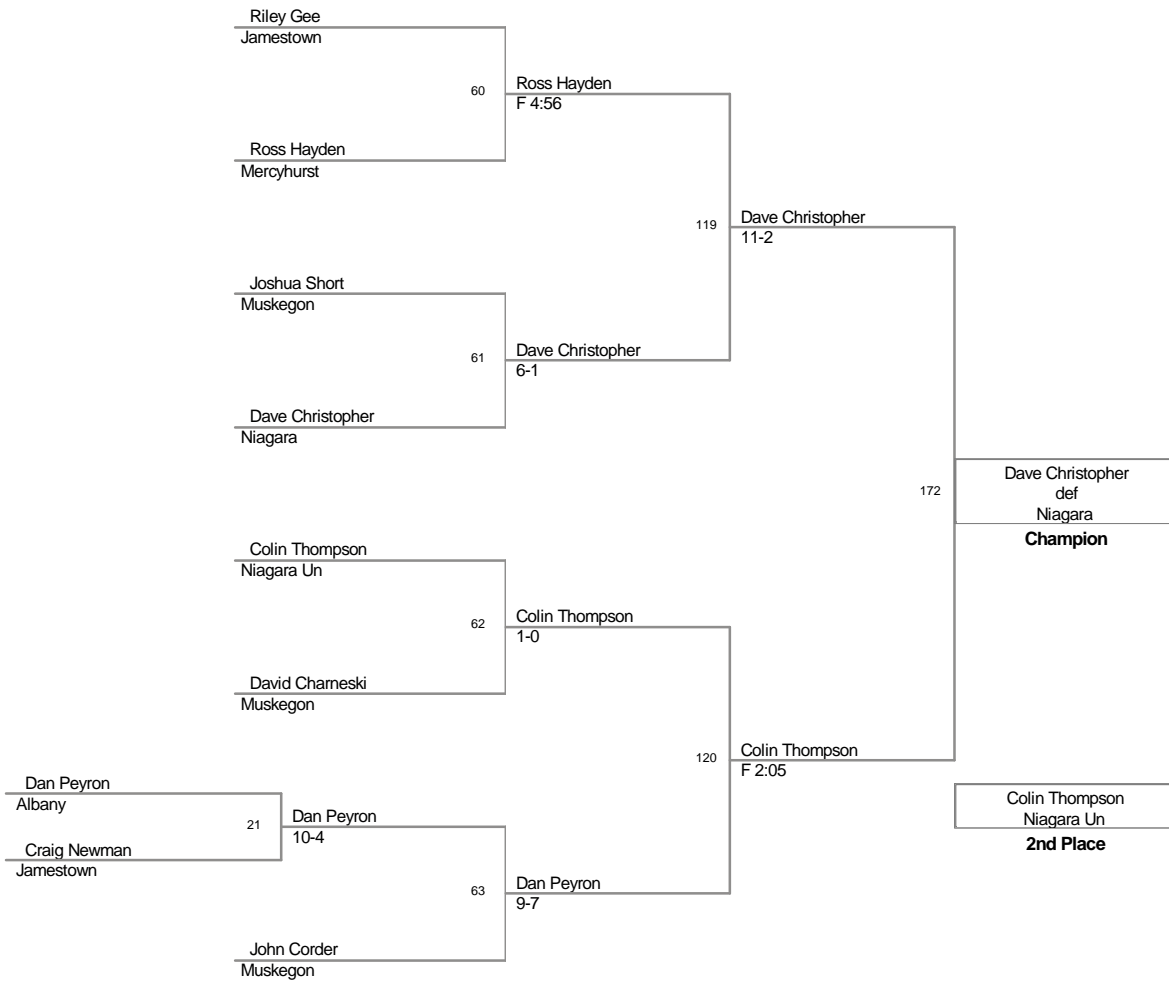 Riley Gee
Jamestown
60
Ross Hayden
F 4:56
Ross Hayden
Mercyhurst
119
Dave Christopher
11-2
Joshua Short
Muskegon
61
Dave Christopher
6-1
Dave Christopher
Niagara
172
Dave Christopher
def
Niagara
Champion
Colin Thompson
Niagara Un
62
Colin Thompson
1-0
David Charneski
Muskegon
120
Colin Thompson
F 2:05
Dan Peyron
Albany
21
Dan Peyron
10-4
Craig Newman
Jamestown
63
Dan Peyron
9-7
John Corder
Muskegon
Colin Thompson
Niagara Un
2nd Place